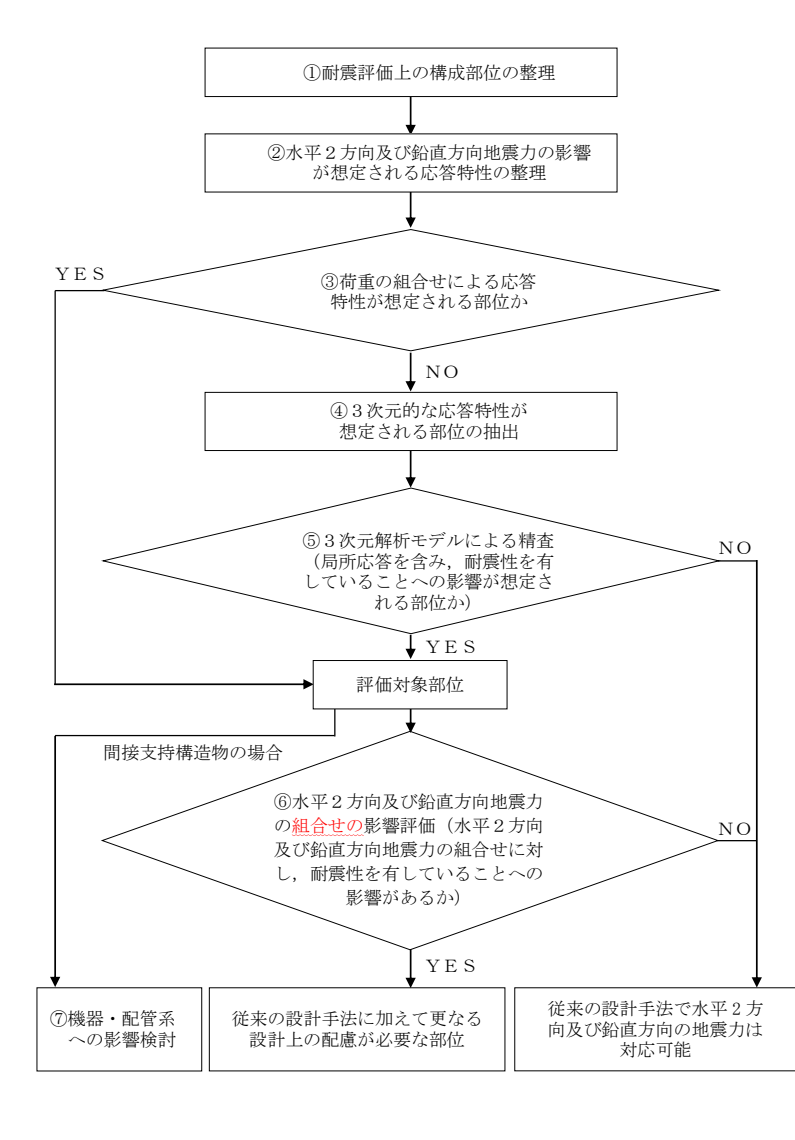 ①耐震評価上の構成部位の整理
②水平２方向及び鉛直方向地震力の影響
が想定される応答特性の整理
ＹＥＳ
③荷重の組合せによる応答
特性が想定される部位か
ＮＯ
④３次元的な応答特性が
想定される部位の抽出
⑤３次元解析モデルによる精査
（局所応答を含み，耐震性を有
していることへの影響が想定さ
れる部位か）
ＮＯ
ＹＥＳ
評価対象部位
間接支持構造物の場合
⑥水平２方向及び鉛直方向地震力
の組合せの影響評価（水平２方向
及び鉛直方向地震力の組合せに対
し，耐震性を有していることへの
影響があるか）
ＮＯ
ＹＥＳ
⑦機器・配管系
への影響検討
従来の設計手法に加えて更なる
設計上の配慮が必要な部位
従来の設計手法で水平２方
向及び鉛直方向の地震力は
対応可能